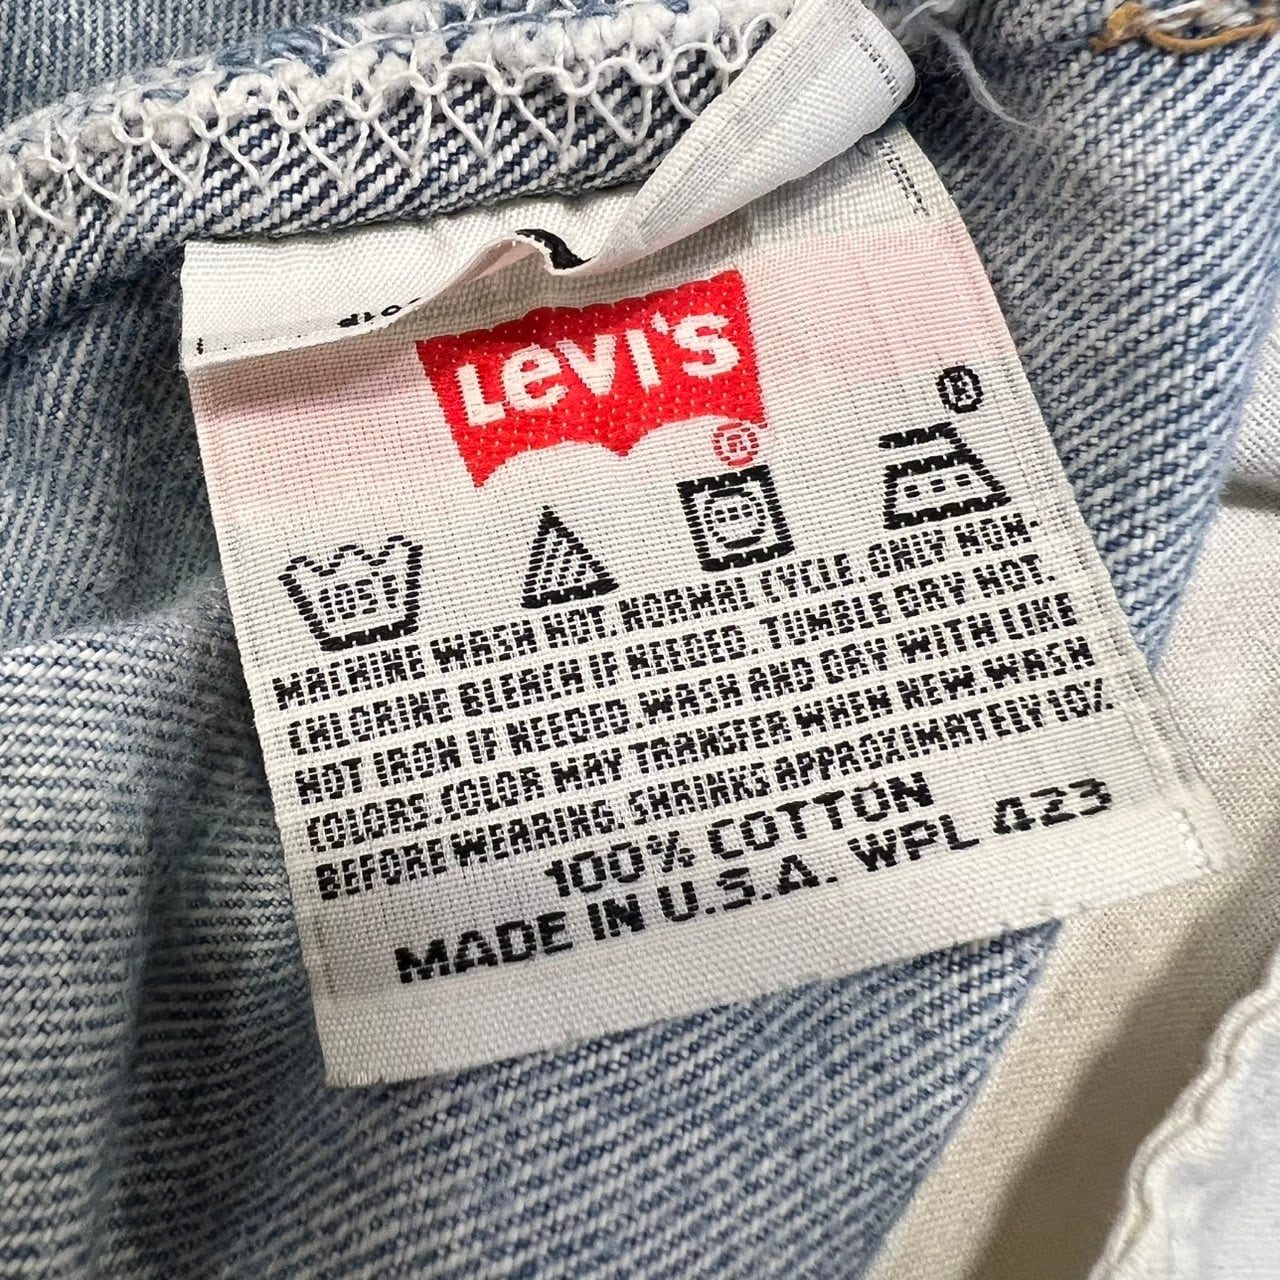 Levi's
®
®
105°F
MACHINE WASH HOT. NORMAL CYCLE. ONLY NON-
CHLORINE BLEACH IF NEEDED. TUMBLE DRY HOT.
HOT IRON IF NEEDED. WASH AND DRY WITH LIKE
COLORS. COLOR MAY TRANSFER WHEN NEW. WASH
BEFORE WEARING. SHRINKS APPROXIMATELY 10%
100% COTTON
MADE IN U.S.A. WPL 423